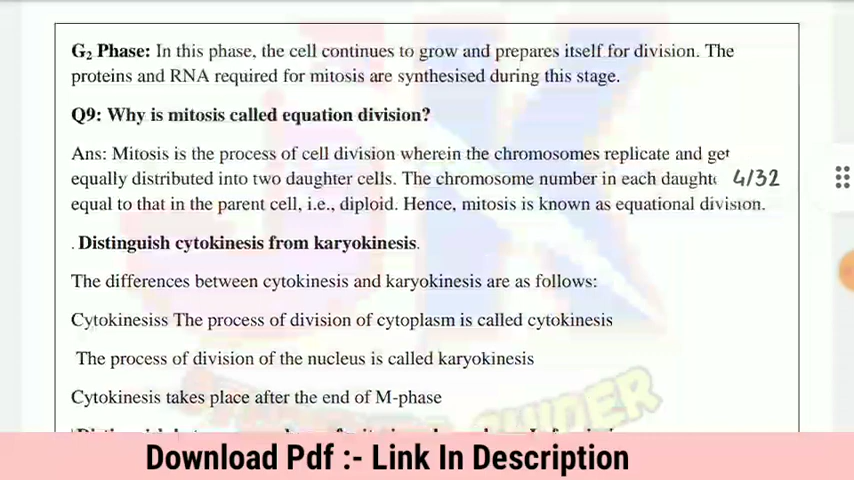 G₂ Phase: In this phase, the cell continues to grow and prepares itself for division. The
proteins and RNA required for mitosis are synthesised during this stage.
Q9: Why is mitosis called equation division?
Ans: Mitosis is the process of cell division wherein the chromosomes replicate and get
equally distributed into two daughter cells. The chromosome number in each 4/32
equal to that in the parent cell, i.e., diploid. Hence, mitosis is known as equational division.
. Distinguish cytokinesis from karyokinesis.
The differences between cytokinesis and karyokinesis are as follows:
Cytokinesiss The process of division of cytoplasm is called cytokinesis
The process of division of the nucleus is called karyokinesis
Cytokinesis takes place after the end of M-phase
Download Pdf :- Link In Description